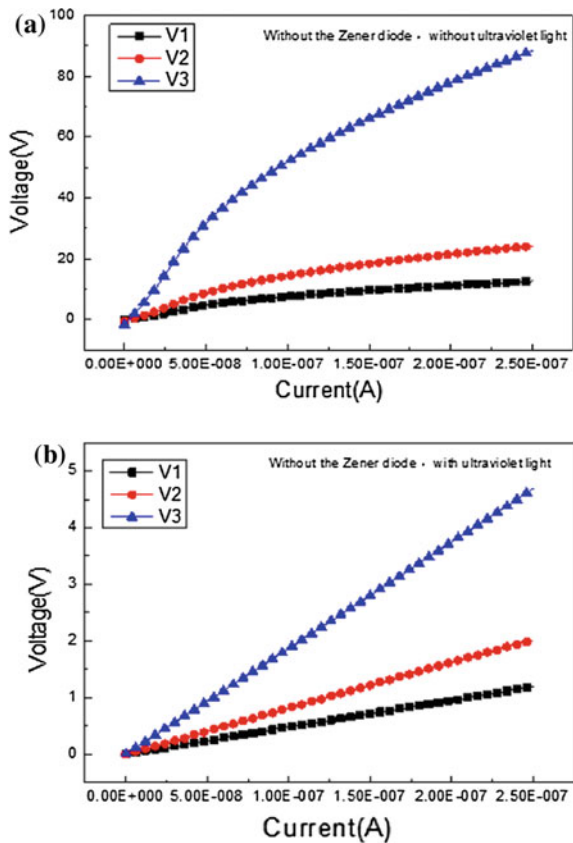 (a)
Without the Zener diode · without ultraviolet light
V1
V2
V3
100
80
60
40
20
0
Voltage(V)
0.00E+000 5.00E-008 1.00E-007 1.50E-007 2.00E-007 2.50E-007
Current(A)
(b)
Without the Zener diode · with ultraviolet light
V1
V2
V3
5
4
3
2
1
0
Voltage(V)
0.00E+000 5.00E-008 1.00E-007 1.50E-007 2.00E-007 2.50E-007
Current(A)